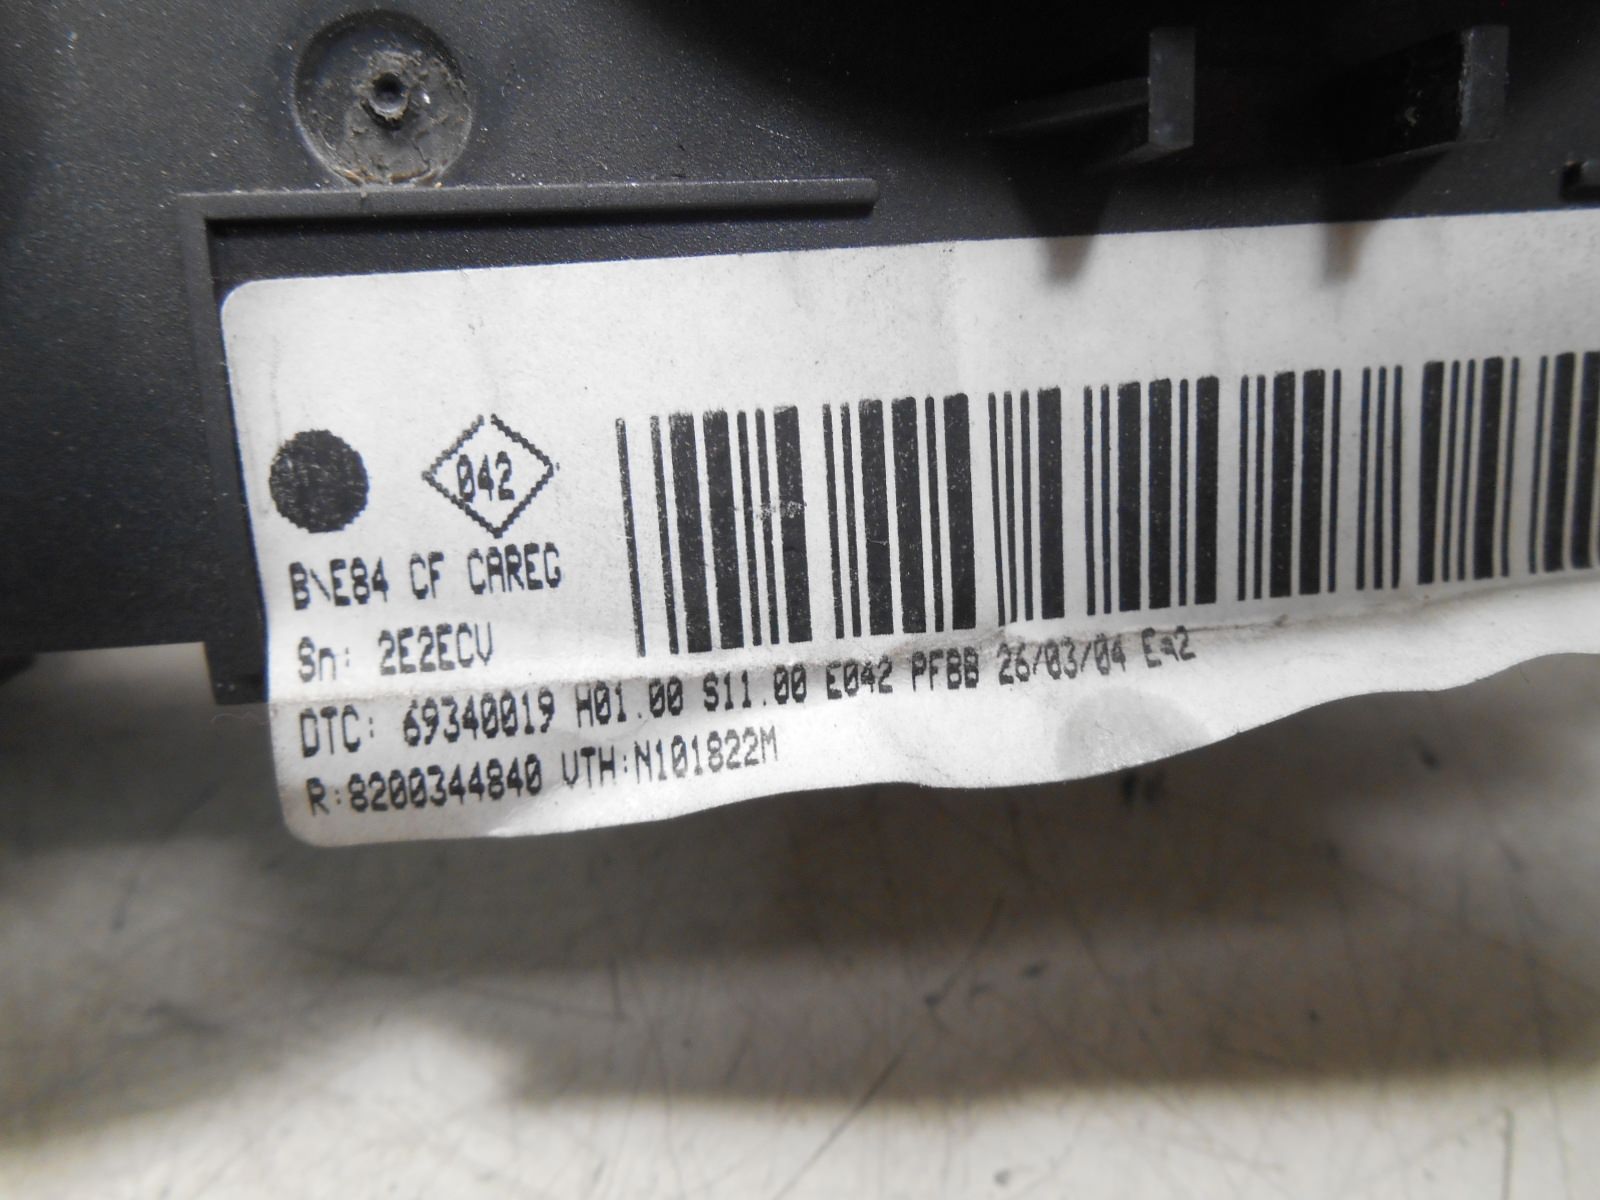 042
B\E84 CF CAREG
Sn: 2E2ECV
DTC: 69340019 H01.00 S11.00 E042 PFBB 26/03/04 Ea2
R:8200344840 VTH:N101822M